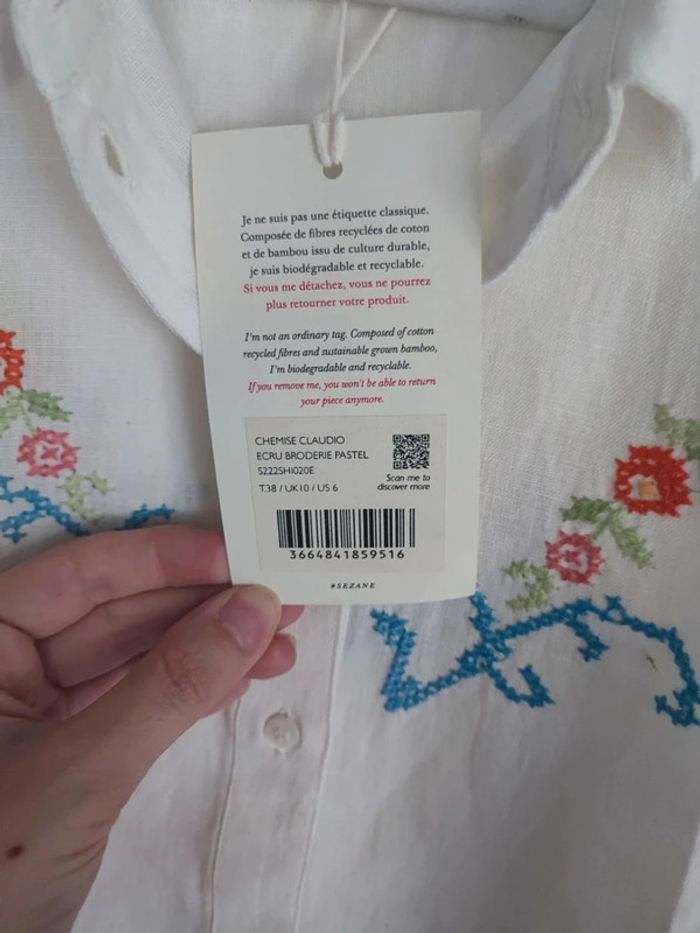 Je ne suis pas une étiquette classique.
Composée de fibres recyclées de coton
et de bambou issu de culture durable,
je suis biodégradable et recyclable.
Si vous me détachez, vous ne pourrez
plus retourner votre produit.
I'm not an ordinary tag. Composed of cotton
recycled fibres and sustainable grown bamboo,
I'm biodegradable and recyclable.
If you remove me, you won't be able to return
your piece anymore.
CHEMISE CLAUDIO
ECRU BRODERIE PASTEL
S222SHI020E
T.38 / UK10 / US 6
Scan me to
discover more
3664841859516
#SEZANE